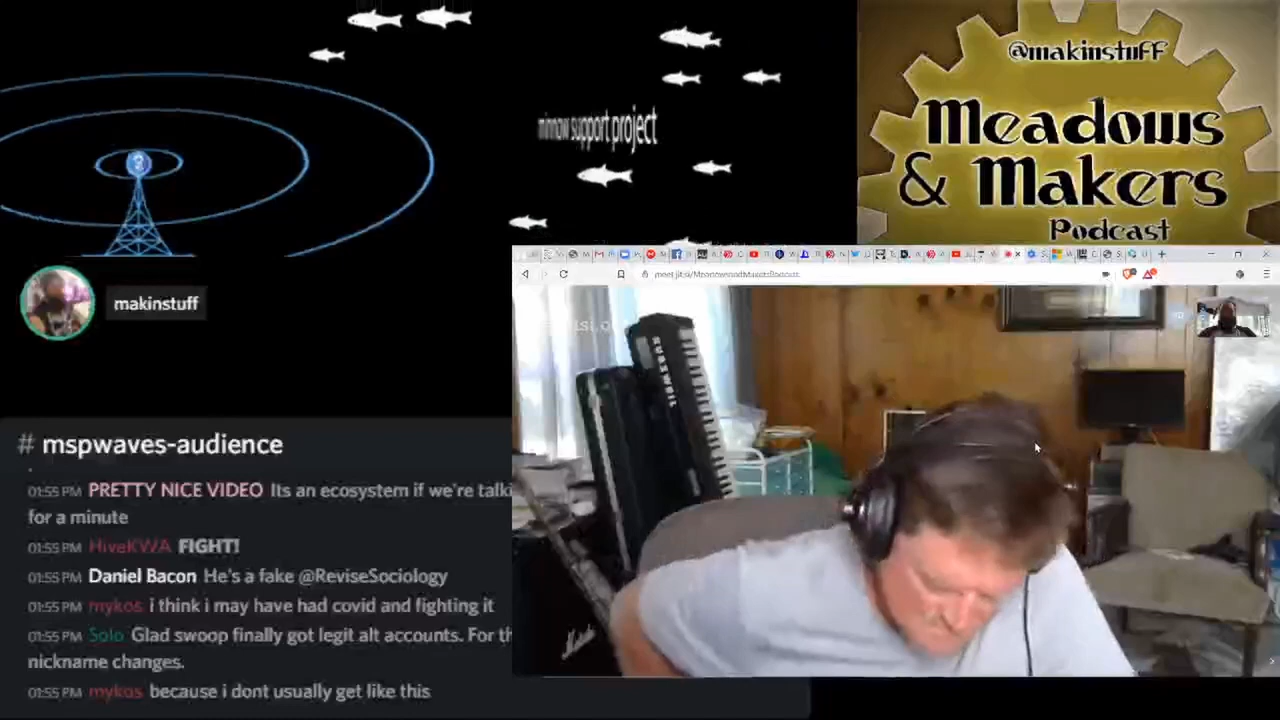 minnow support project
@makinstuff
Meadows
& Makers
Podcast
makinstuff
KURZWEIL
# mspwaves-audience
01:55 PM PRETTY NICE VIDEO Its an ecosystem if we're talki
for a minute
01:55 PM HiveKWA FIGHT!
01:55 PM Daniel Bacon He's a fake @ReviseSociology
01:55 PM mykos i think i may have had covid and fighting it
01:55 PM Solo Glad swoop finally got legit alt accounts. For th
nickname changes.
01:55 PM mykos because i dont usually get like this
Marshall